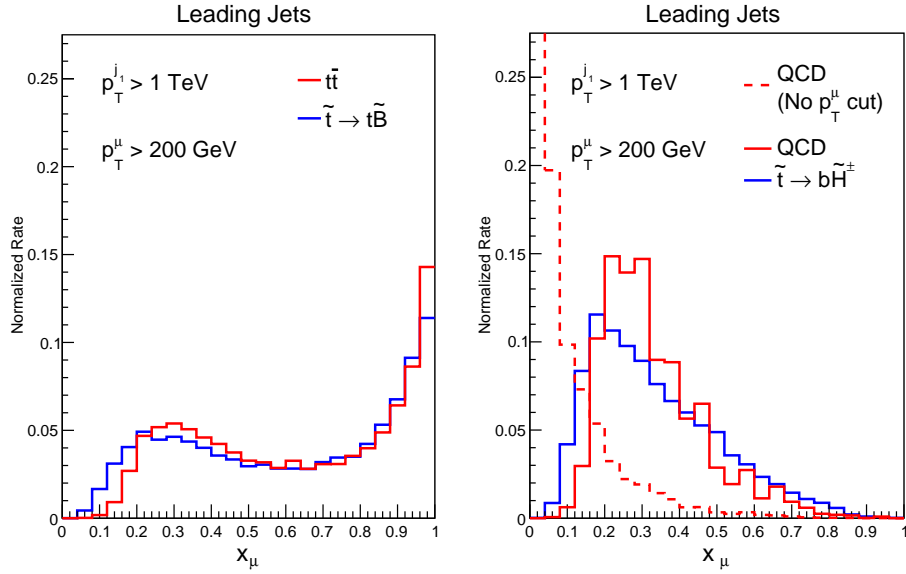 Leading Jets
p_T^{j_1} > 1 TeV
p_T^μ > 200 GeV
tt̄
t̃ → tB̃
Normalized Rate
0.25
0.2
0.15
0.1
0.05
0
0 0.1 0.2 0.3 0.4 0.5 0.6 0.7 0.8 0.9 1
x_μ
Leading Jets
p_T^{j_1} > 1 TeV
p_T^μ > 200 GeV
QCD
(No p_T^μ cut)
QCD
t̃ → bH̃^±
Normalized Rate
0.25
0.2
0.15
0.1
0.05
0
0 0.1 0.2 0.3 0.4 0.5 0.6 0.7 0.8 0.9 1
x_μ